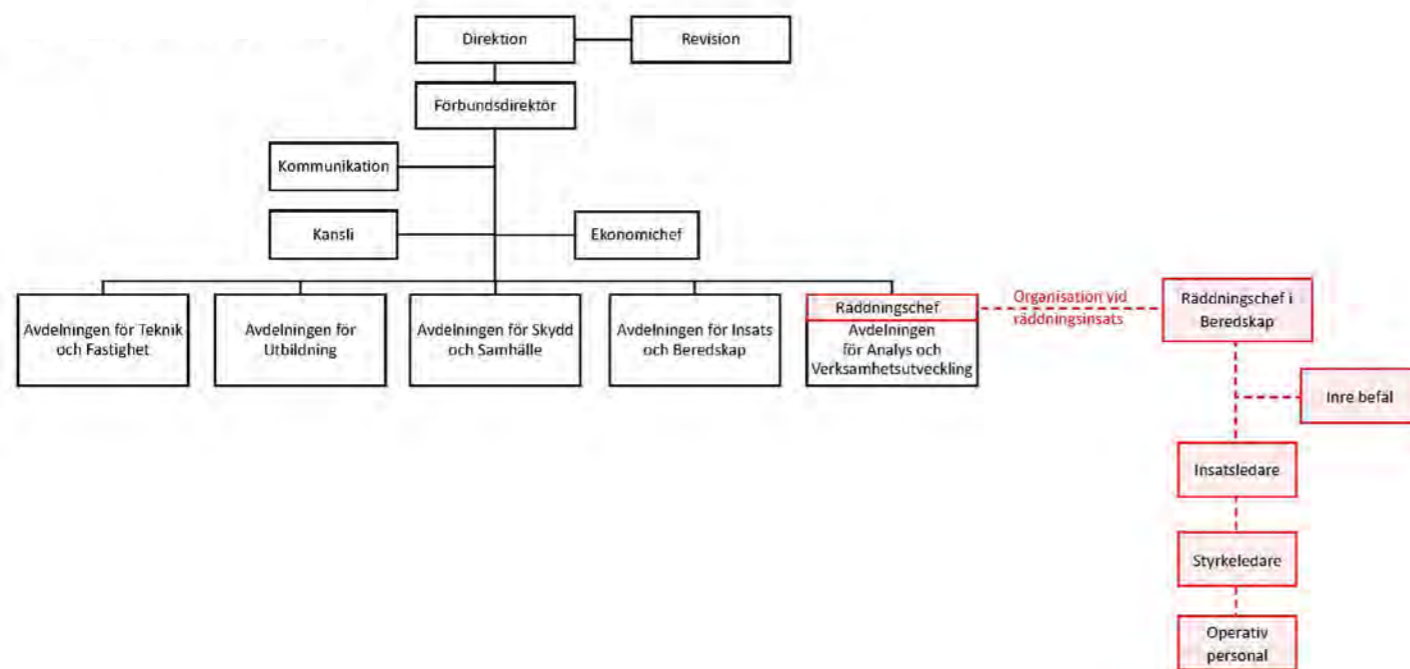 Direktion
Revision
Förbundsdirektör
Kommunikation
Kansli
Ekonomichef
Avdelningen för Teknik
och Fastighet
Avdelningen för
Utbildning
Avdelningen för Skydd
och Samhälle
Avdelningen för Insats
och Beredskap
Räddningschef
Avdelningen
för Analys och
Verksamhetsutveckling
Organisation vid
räddningsinsats
Räddningschef i
Beredskap
Inre befäl
Insatsledare
Styrkeledare
Operativ
personal